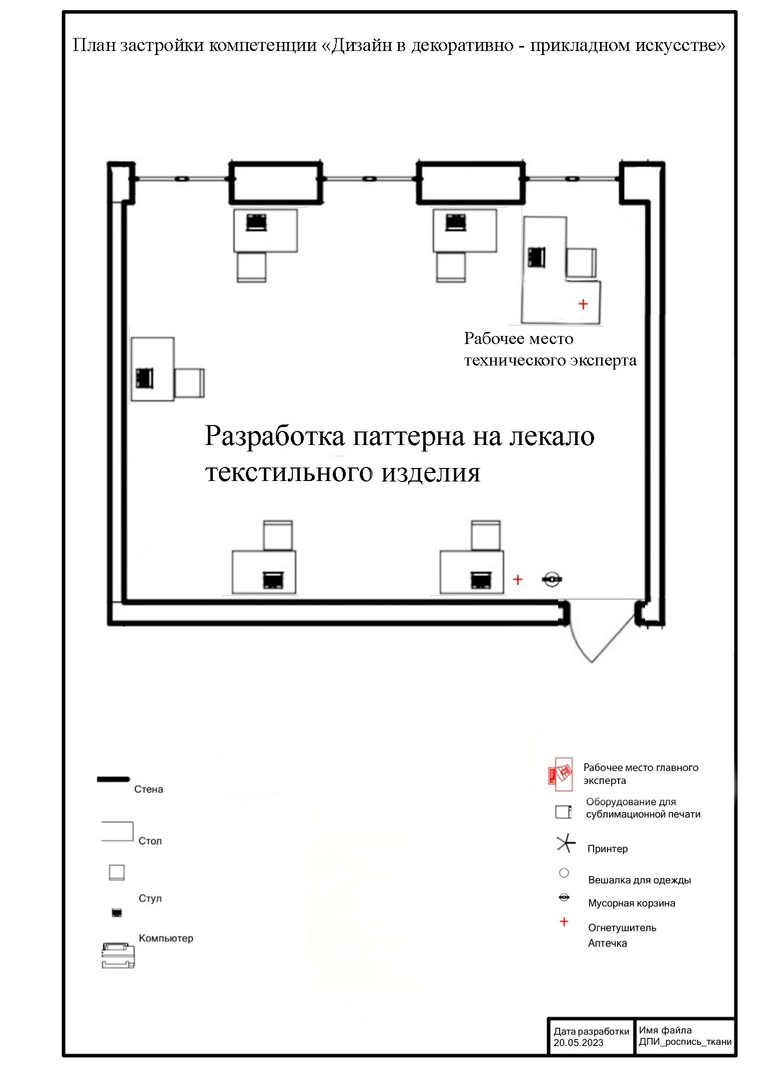 План застройки компетенции «Дизайн в декоративно - прикладном искусстве»
Рабочее место
технического эксперта
Разработка паттерна на лекало
текстильного изделия
Стена
Стол
Стул
Компьютер
Рабочее место главного
эксперта
Оборудование для
сублимационной печати
Принтер
Вешалка для одежды
Мусорная корзина
Огнетушитель
Аптечка
Дата разработки
20.05.2023
Имя файла
ДПИ_роспись_ткани